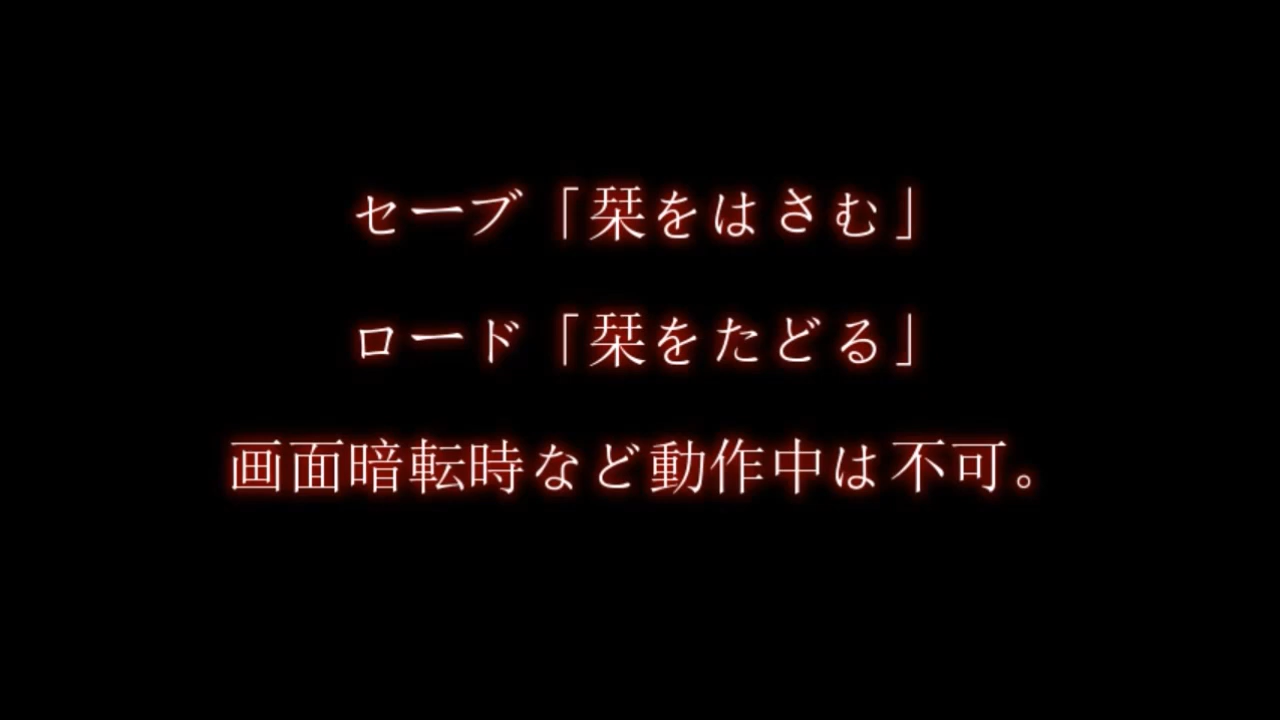 セーブ「栞をはさむ」
ロード「栞をたどる」
画面暗転時など動作中は不可。